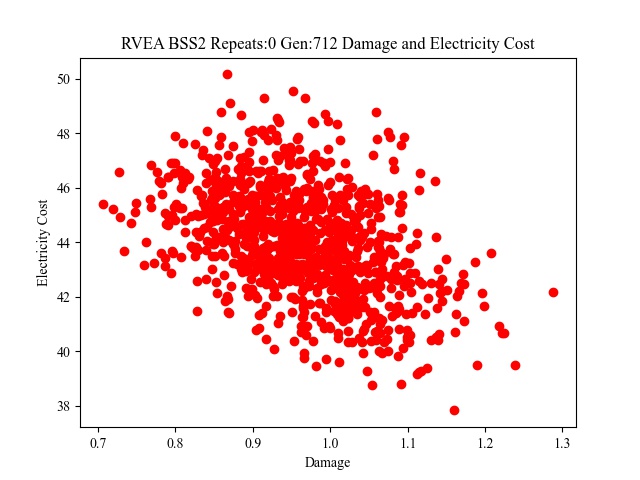 RVEA BSS2 Repeats:0 Gen:712 Damage and Electricity Cost
50
48
46
44
42
40
38
Electricity Cost
0.7 0.8 0.9 1.0 1.1 1.2 1.3
Damage